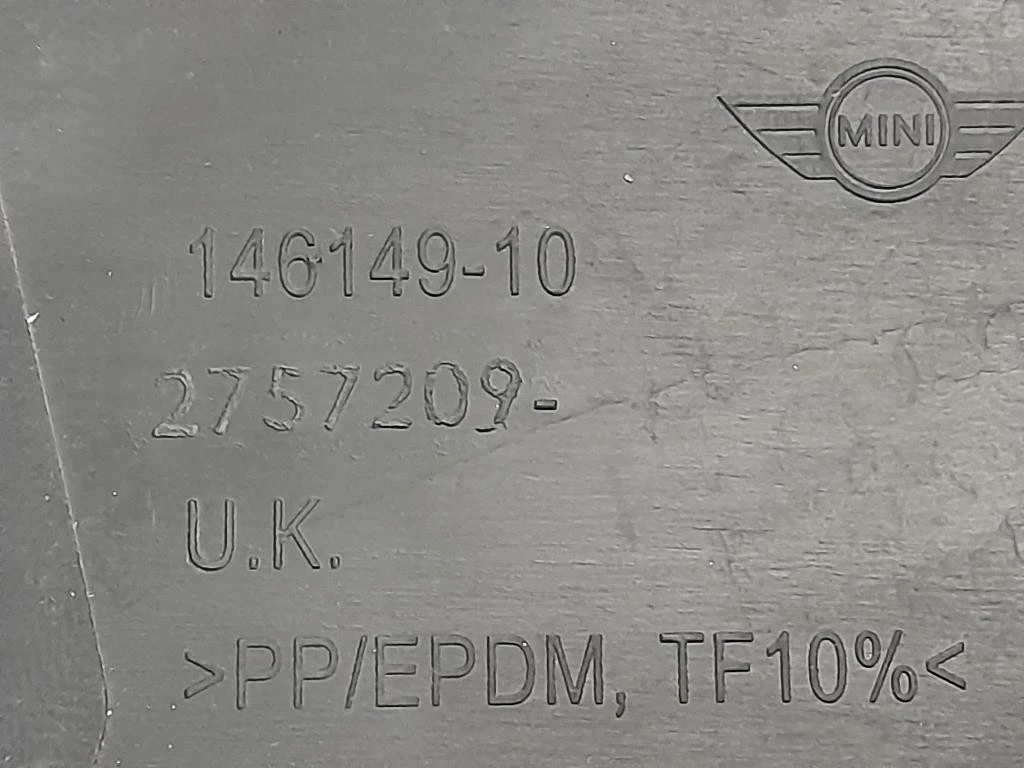 MINI
146149-10
2757209-
U.K.
>PP/EPDM, TF10%<